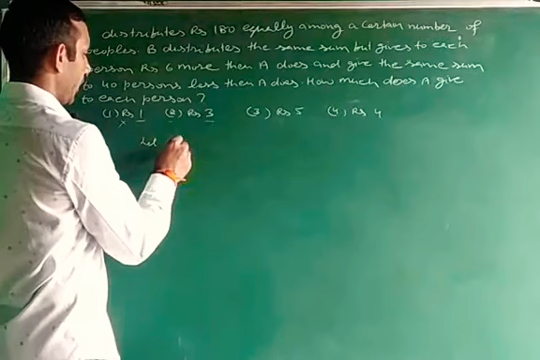 distributes Rs 180 equally among a Certain number of
peoples. B distributes the same sum but gives to each
person Rs 6 more then A does and give the same sum
to 40 persons less then A does. How much does A give
to each person ?
(1) Rs 1 (2) Rs 3 (3) Rs 5 (4) Rs 4
Let